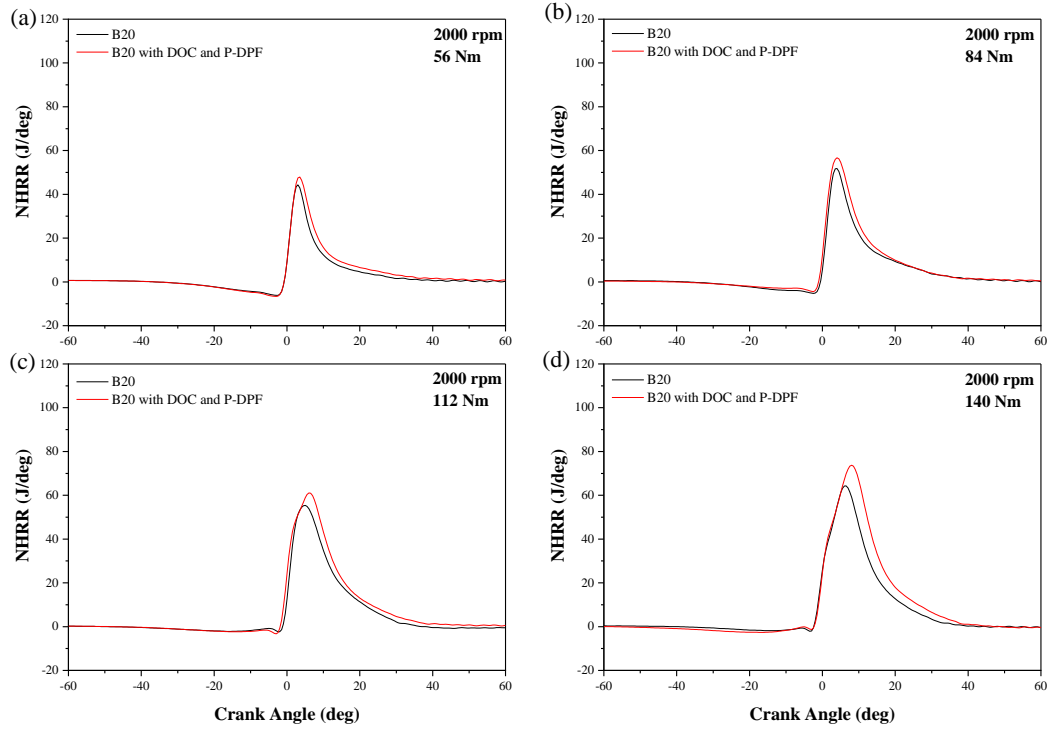 (a)
B20
B20 with DOC and P-DPF
2000 rpm
56 Nm
120
100
80
60
40
20
0
-20
NHRR (J/deg)
-60
-40
-20
0
20
40
60
(b)
B20
B20 with DOC and P-DPF
2000 rpm
84 Nm
120
100
80
60
40
20
0
-20
NHRR (J/deg)
-60
-40
-20
0
20
40
60
(c)
B20
B20 with DOC and P-DPF
2000 rpm
112 Nm
120
100
80
60
40
20
0
-20
NHRR (J/deg)
-60
-40
-20
0
20
40
60
Crank Angle (deg)
(d)
B20
B20 with DOC and P-DPF
2000 rpm
140 Nm
120
100
80
60
40
20
0
-20
NHRR (J/deg)
-60
-40
-20
0
20
40
60
Crank Angle (deg)